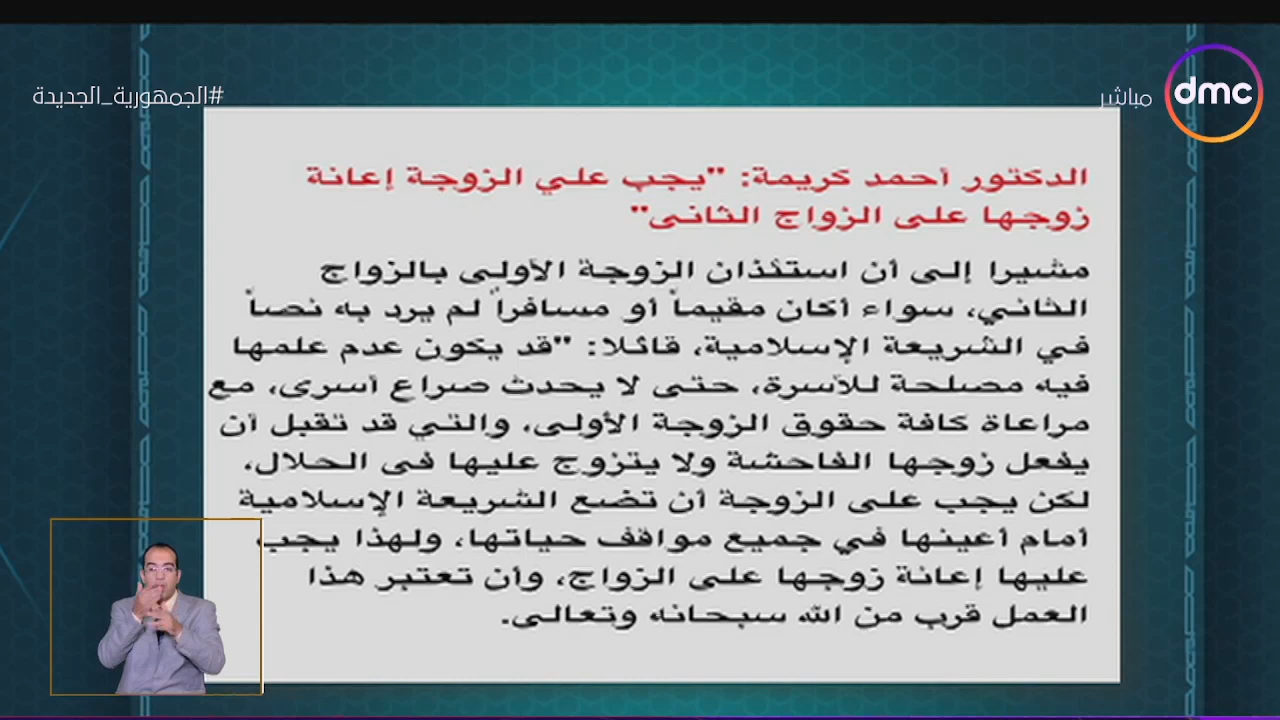 dmc
مباشر
#الجمهورية_الجديدة
الدكتور أحمد كريمة: "يجب علي الزوجة إعانة
زوجها على الزواج الثانى"
مشيرا إلى أن استئذان الزوجة الأولى بالزواج
الثاني، سواء أكان مقيماً أو مسافراً لم يرد به نصاً
في الشريعة الإسلامية، قائلا: "قد يكون عدم علمها
فيه مصلحة للأسرة، حتى لا يحدث صراع أسرى، مع
مراعاة كافة حقوق الزوجة الأولى، والتي قد تقبل أن
يفعل زوجها الفاحشة ولا يتزوج عليها فى الحلال،
لكن يجب على الزوجة أن تضع الشريعة الإسلامية
أمام أعينها في جميع مواقف حياتها، ولهذا يجب
عليها إعانة زوجها على الزواج، وأن تعتبر هذا
العمل قرب من الله سبحانه وتعالى.